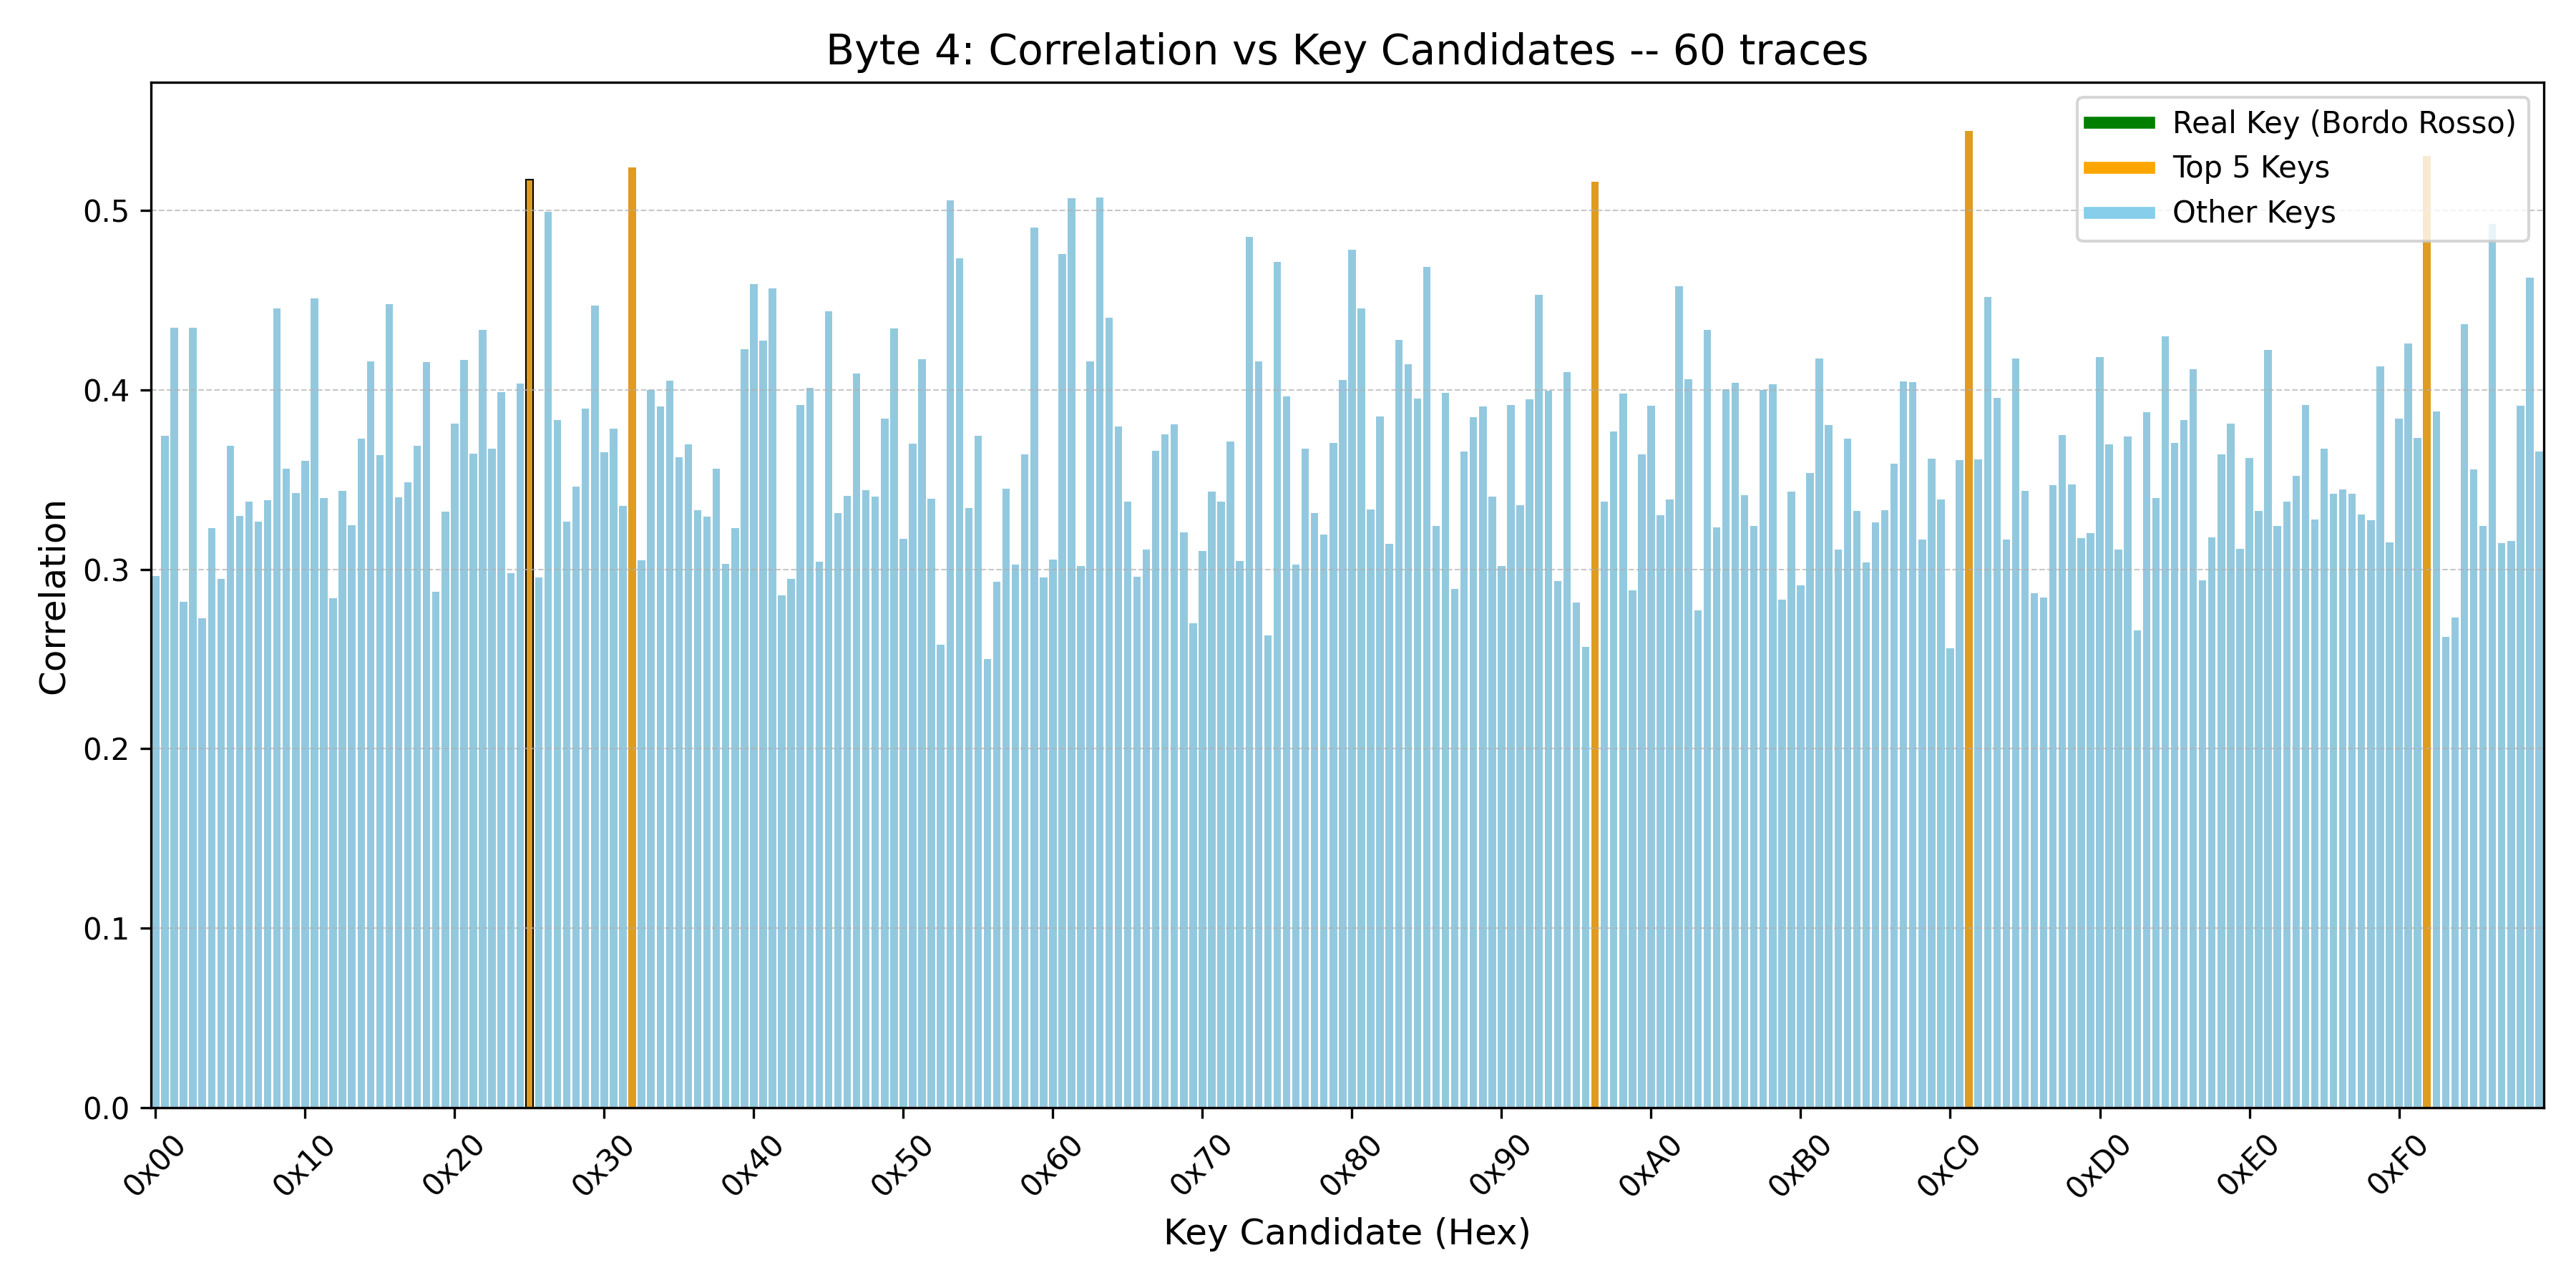 Byte 4: Correlation vs Key Candidates -- 60 traces
Real Key (Bordo Rosso)
Top 5 Keys
Other Keys
Correlation
0.5
0.4
0.3
0.2
0.1
0.0
0x00 0x10 0x20 0x30 0x40 0x50 0x60 0x70 0x80 0x90 0xA0 0xB0 0xC0 0xD0 0xE0 0xF0
Key Candidate (Hex)